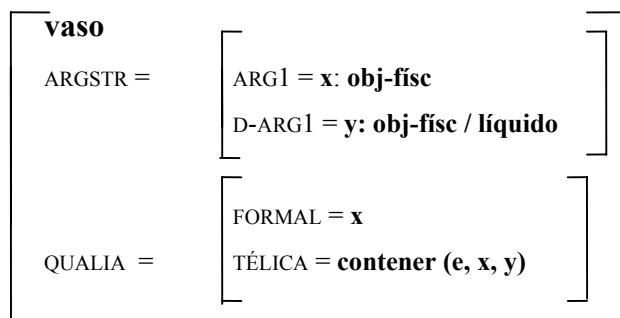 vaso
ARGSTR = ARG1 = x: obj-físc
D-ARG1 = y: obj-físc / líquido
FORMAL = x
QUALIA = TÉLICA = contener (e, x, y)